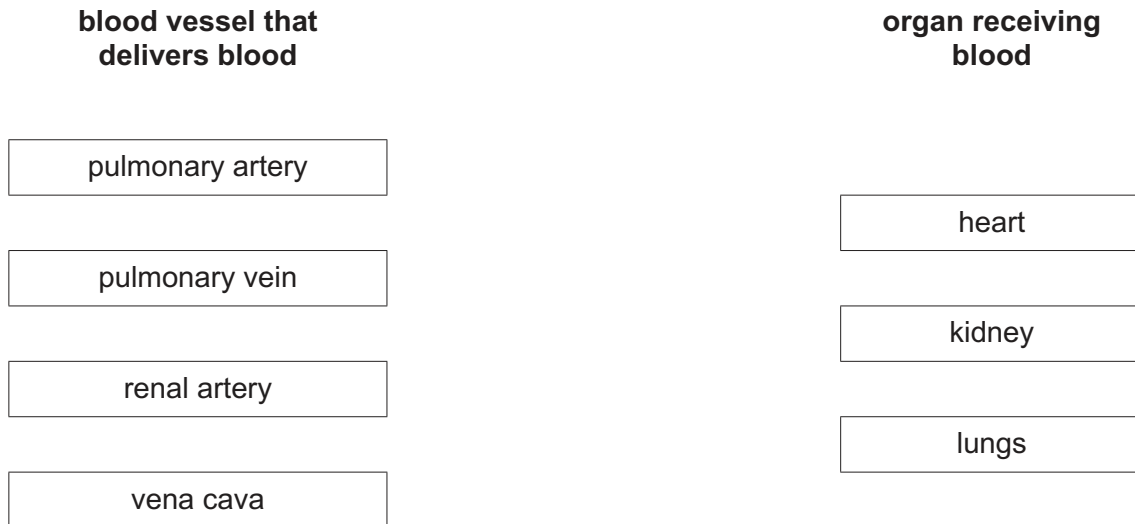 blood vessel that
delivers blood
pulmonary artery
pulmonary vein
renal artery
vena cava
organ receiving
blood
heart
kidney
lungs